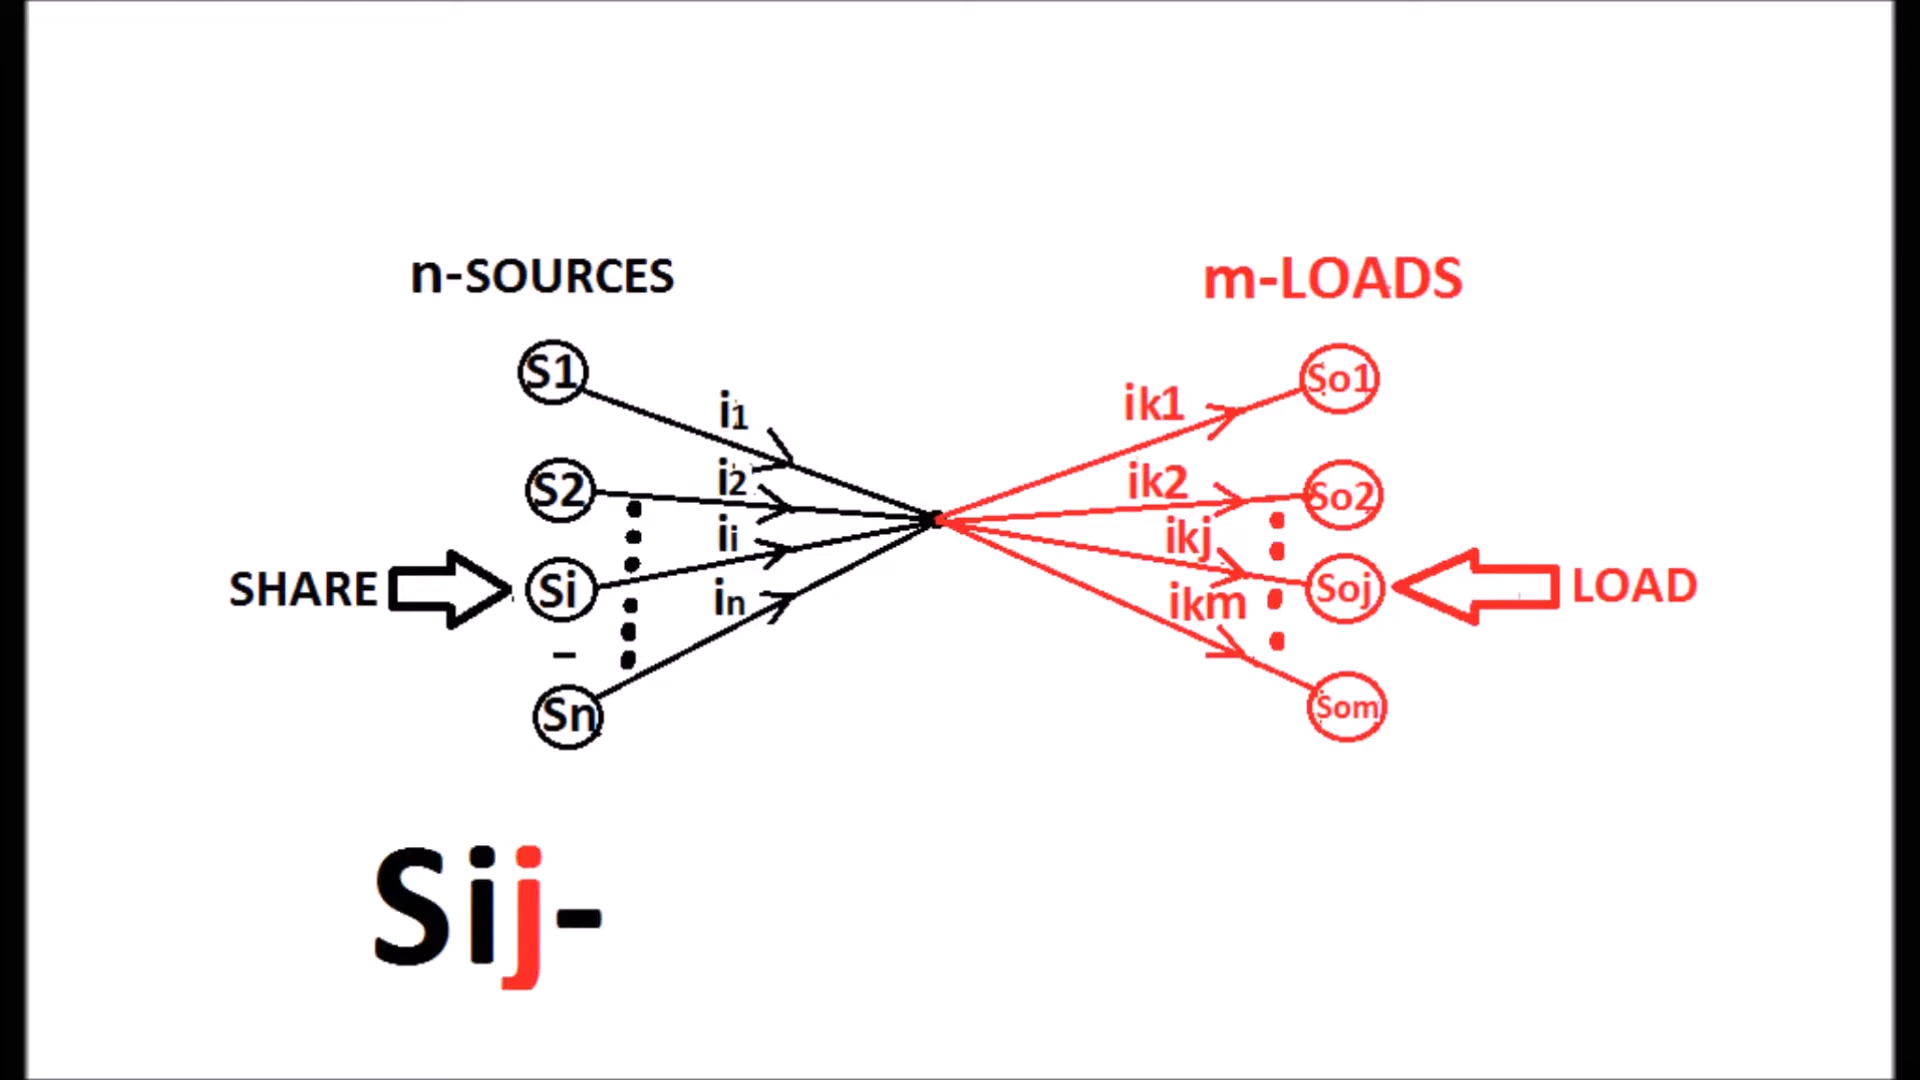 n-SOURCES
m-LOADS
S1
i1
ik1
So1
S2
i2
ik2
So2
ii
ikj
SHARE
Si
in
ikm
Soj
LOAD
Sn
Som
Sij-